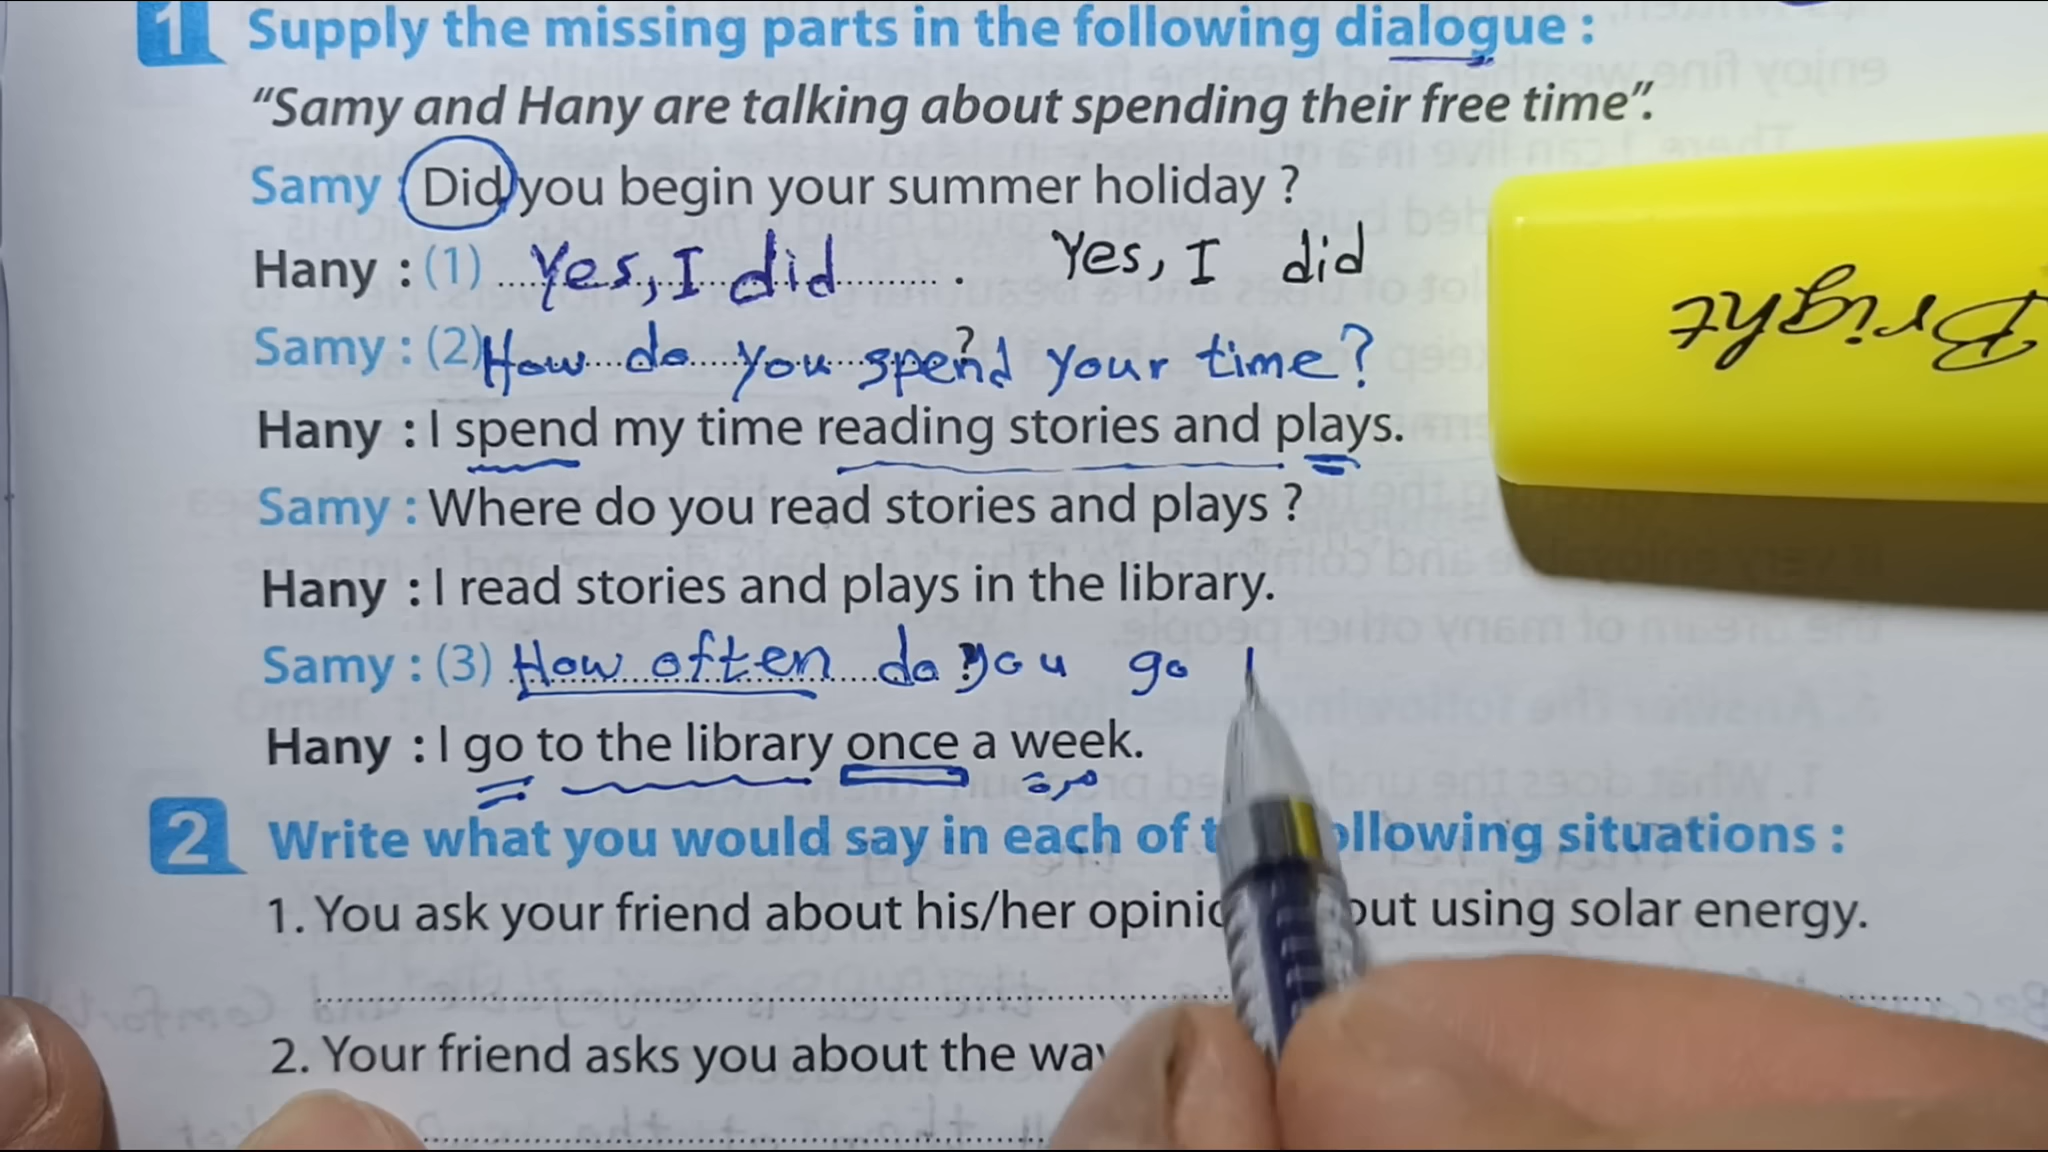 1 Supply the missing parts in the following dialogue :
"Samy and Hany are talking about spending their free time".
Samy : Did you begin your summer holiday ?
Hany : (1) Yes, I did . Yes, I did
Samy : (2) How do you spend your time? ?
Hany : I spend my time reading stories and plays.
Samy : Where do you read stories and plays ?
Hany : I read stories and plays in the library.
Samy : (3) How often do you go ?
Hany : I go to the library once a week.
مرة
2 Write what you would say in each of following situations :
1. You ask your friend about his/her using solar energy.
2. Your friend asks you about the
Bright